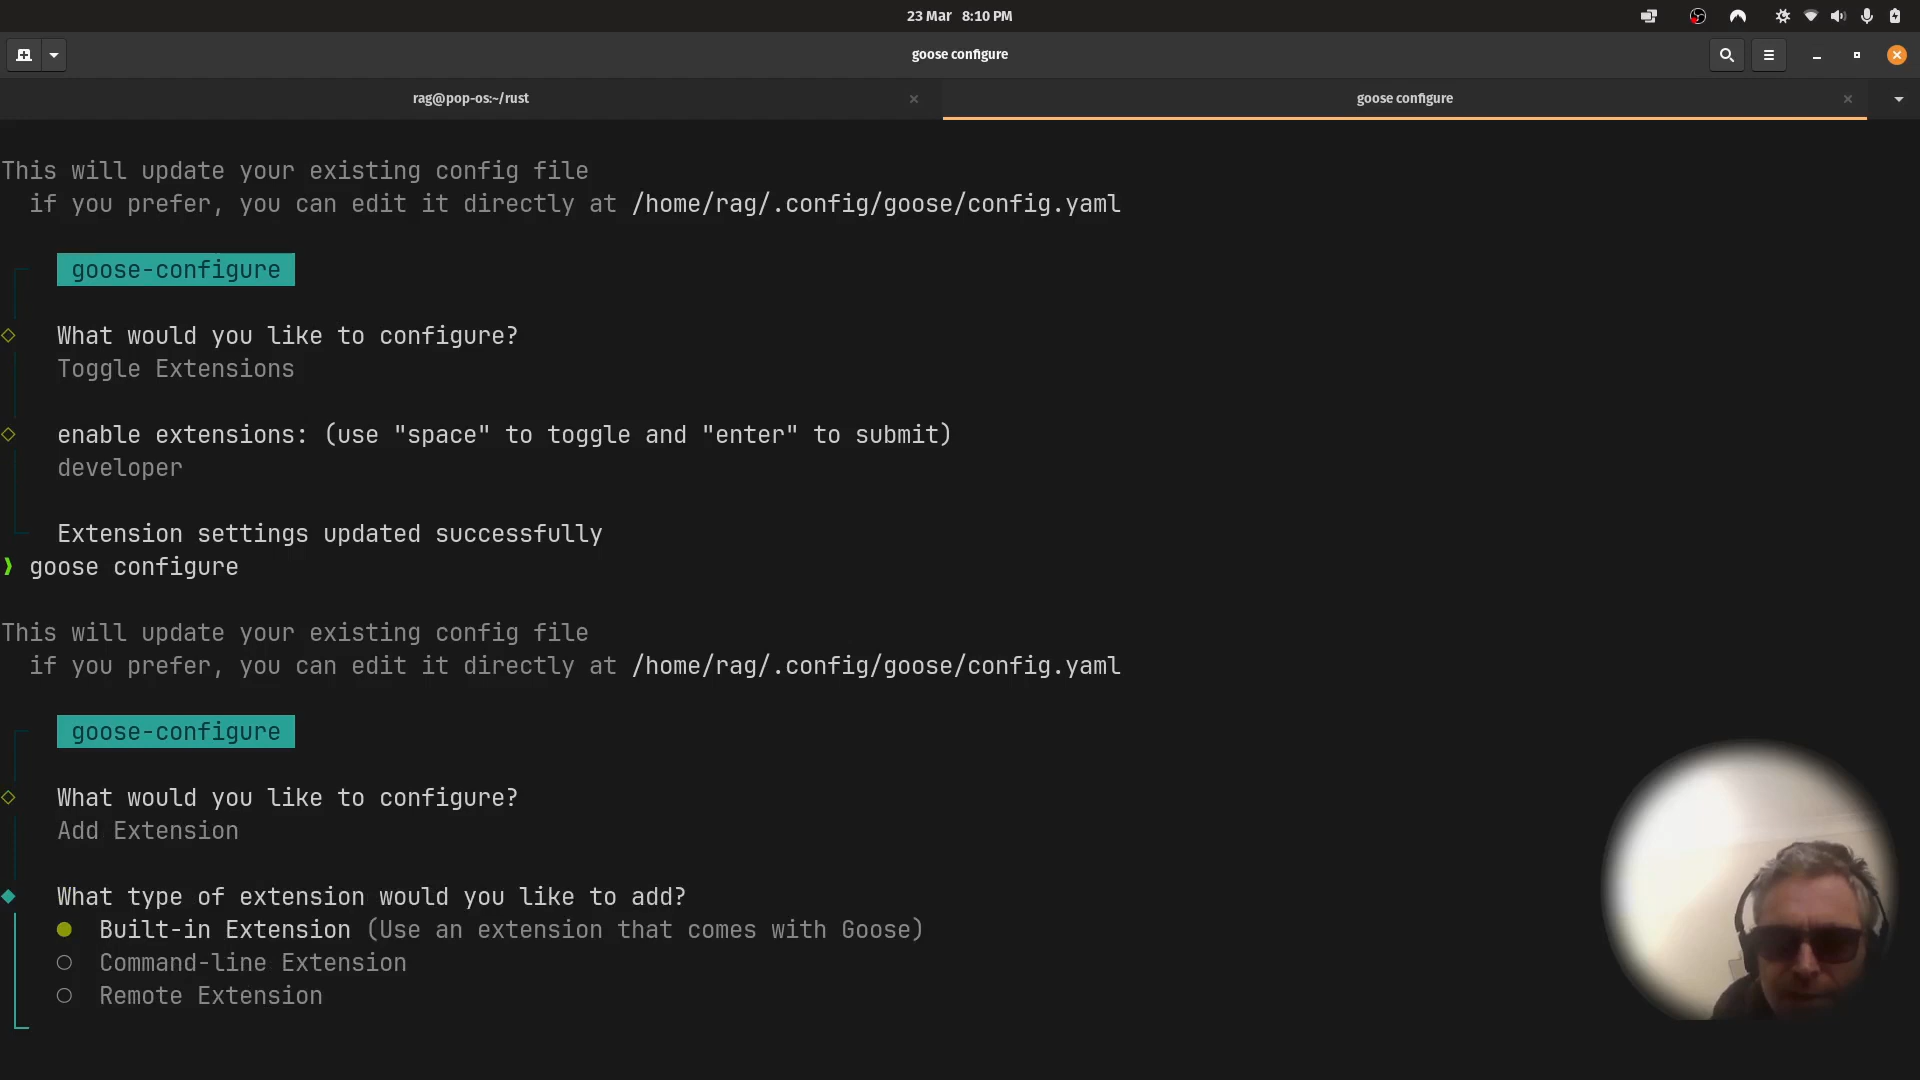 23 Mar 8:10 PM
goose configure
rag@pop-os:~/rust
goose configure
This will update your existing config file
if you prefer, you can edit it directly at /home/rag/.config/goose/config.yaml
goose-configure
What would you like to configure?
Toggle Extensions
enable extensions: (use "space" to toggle and "enter" to submit)
developer
Extension settings updated successfully
❯ goose configure
This will update your existing config file
if you prefer, you can edit it directly at /home/rag/.config/goose/config.yaml
goose-configure
What would you like to configure?
Add Extension
What type of extension would you like to add?
Built-in Extension (Use an extension that comes with Goose)
Command-line Extension
Remote Extension